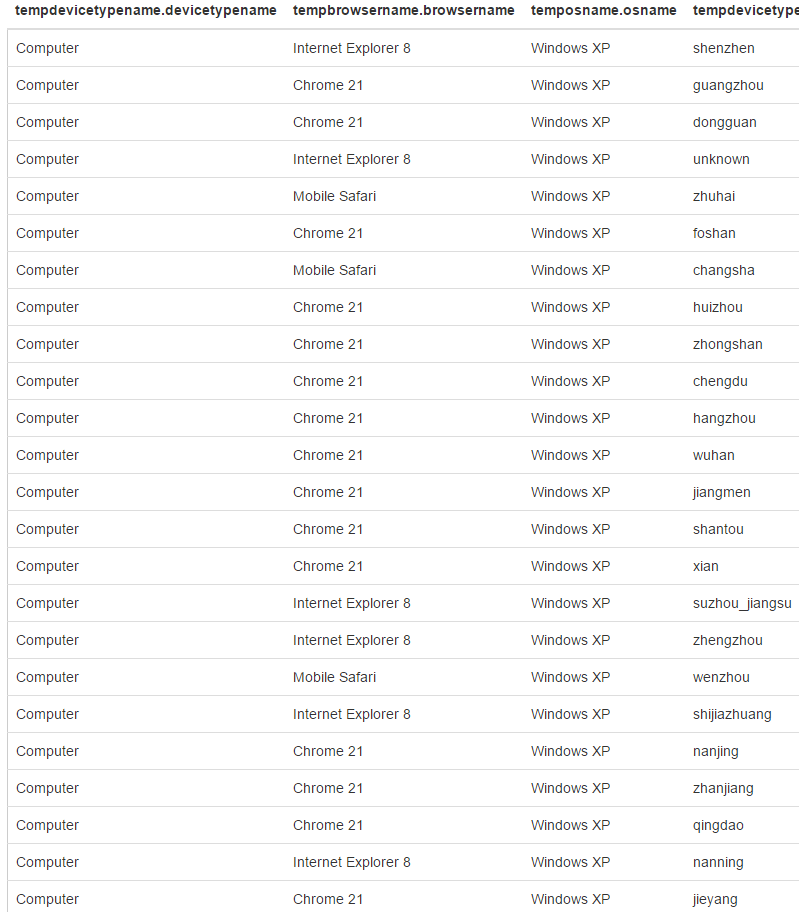 tempdevicetypename.devicetypename tempbrowsername.browsername temposname.osname tempdevicetype
Computer Internet Explorer 8 Windows XP shenzhen
Computer Chrome 21 Windows XP guangzhou
Computer Chrome 21 Windows XP dongguan
Computer Internet Explorer 8 Windows XP unknown
Computer Mobile Safari Windows XP zhuhai
Computer Chrome 21 Windows XP foshan
Computer Mobile Safari Windows XP changsha
Computer Chrome 21 Windows XP huizhou
Computer Chrome 21 Windows XP zhongshan
Computer Chrome 21 Windows XP chengdu
Computer Chrome 21 Windows XP hangzhou
Computer Chrome 21 Windows XP wuhan
Computer Chrome 21 Windows XP jiangmen
Computer Chrome 21 Windows XP shantou
Computer Chrome 21 Windows XP xian
Computer Internet Explorer 8 Windows XP suzhou_jiangsu
Computer Internet Explorer 8 Windows XP zhengzhou
Computer Mobile Safari Windows XP wenzhou
Computer Internet Explorer 8 Windows XP shijiazhuang
Computer Chrome 21 Windows XP nanjing
Computer Chrome 21 Windows XP zhanjiang
Computer Chrome 21 Windows XP qingdao
Computer Internet Explorer 8 Windows XP nanning
Computer Chrome 21 Windows XP jieyang